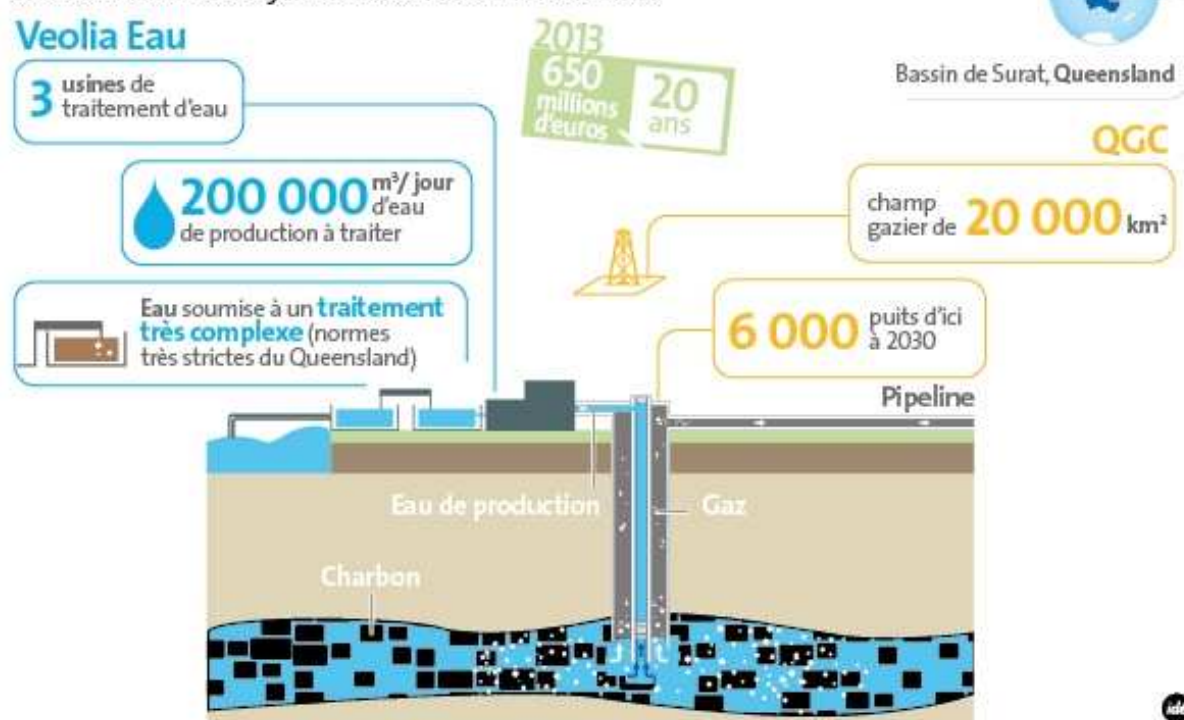 Veolia Eau
3 usines de
traitement d'eau
200 000 m³/ jour
d'eau
de production à traiter
Eau soumise à un traitement
très complexe (normes
très strictes du Queensland)
2013
650
millions
d'euros
20
ans
Bassin de Surat, Queensland
QGC
champ
gazier de 20 000 km²
6 000 puits d'ici
à 2030
Pipeline
Eau de production
Gaz
Charbon